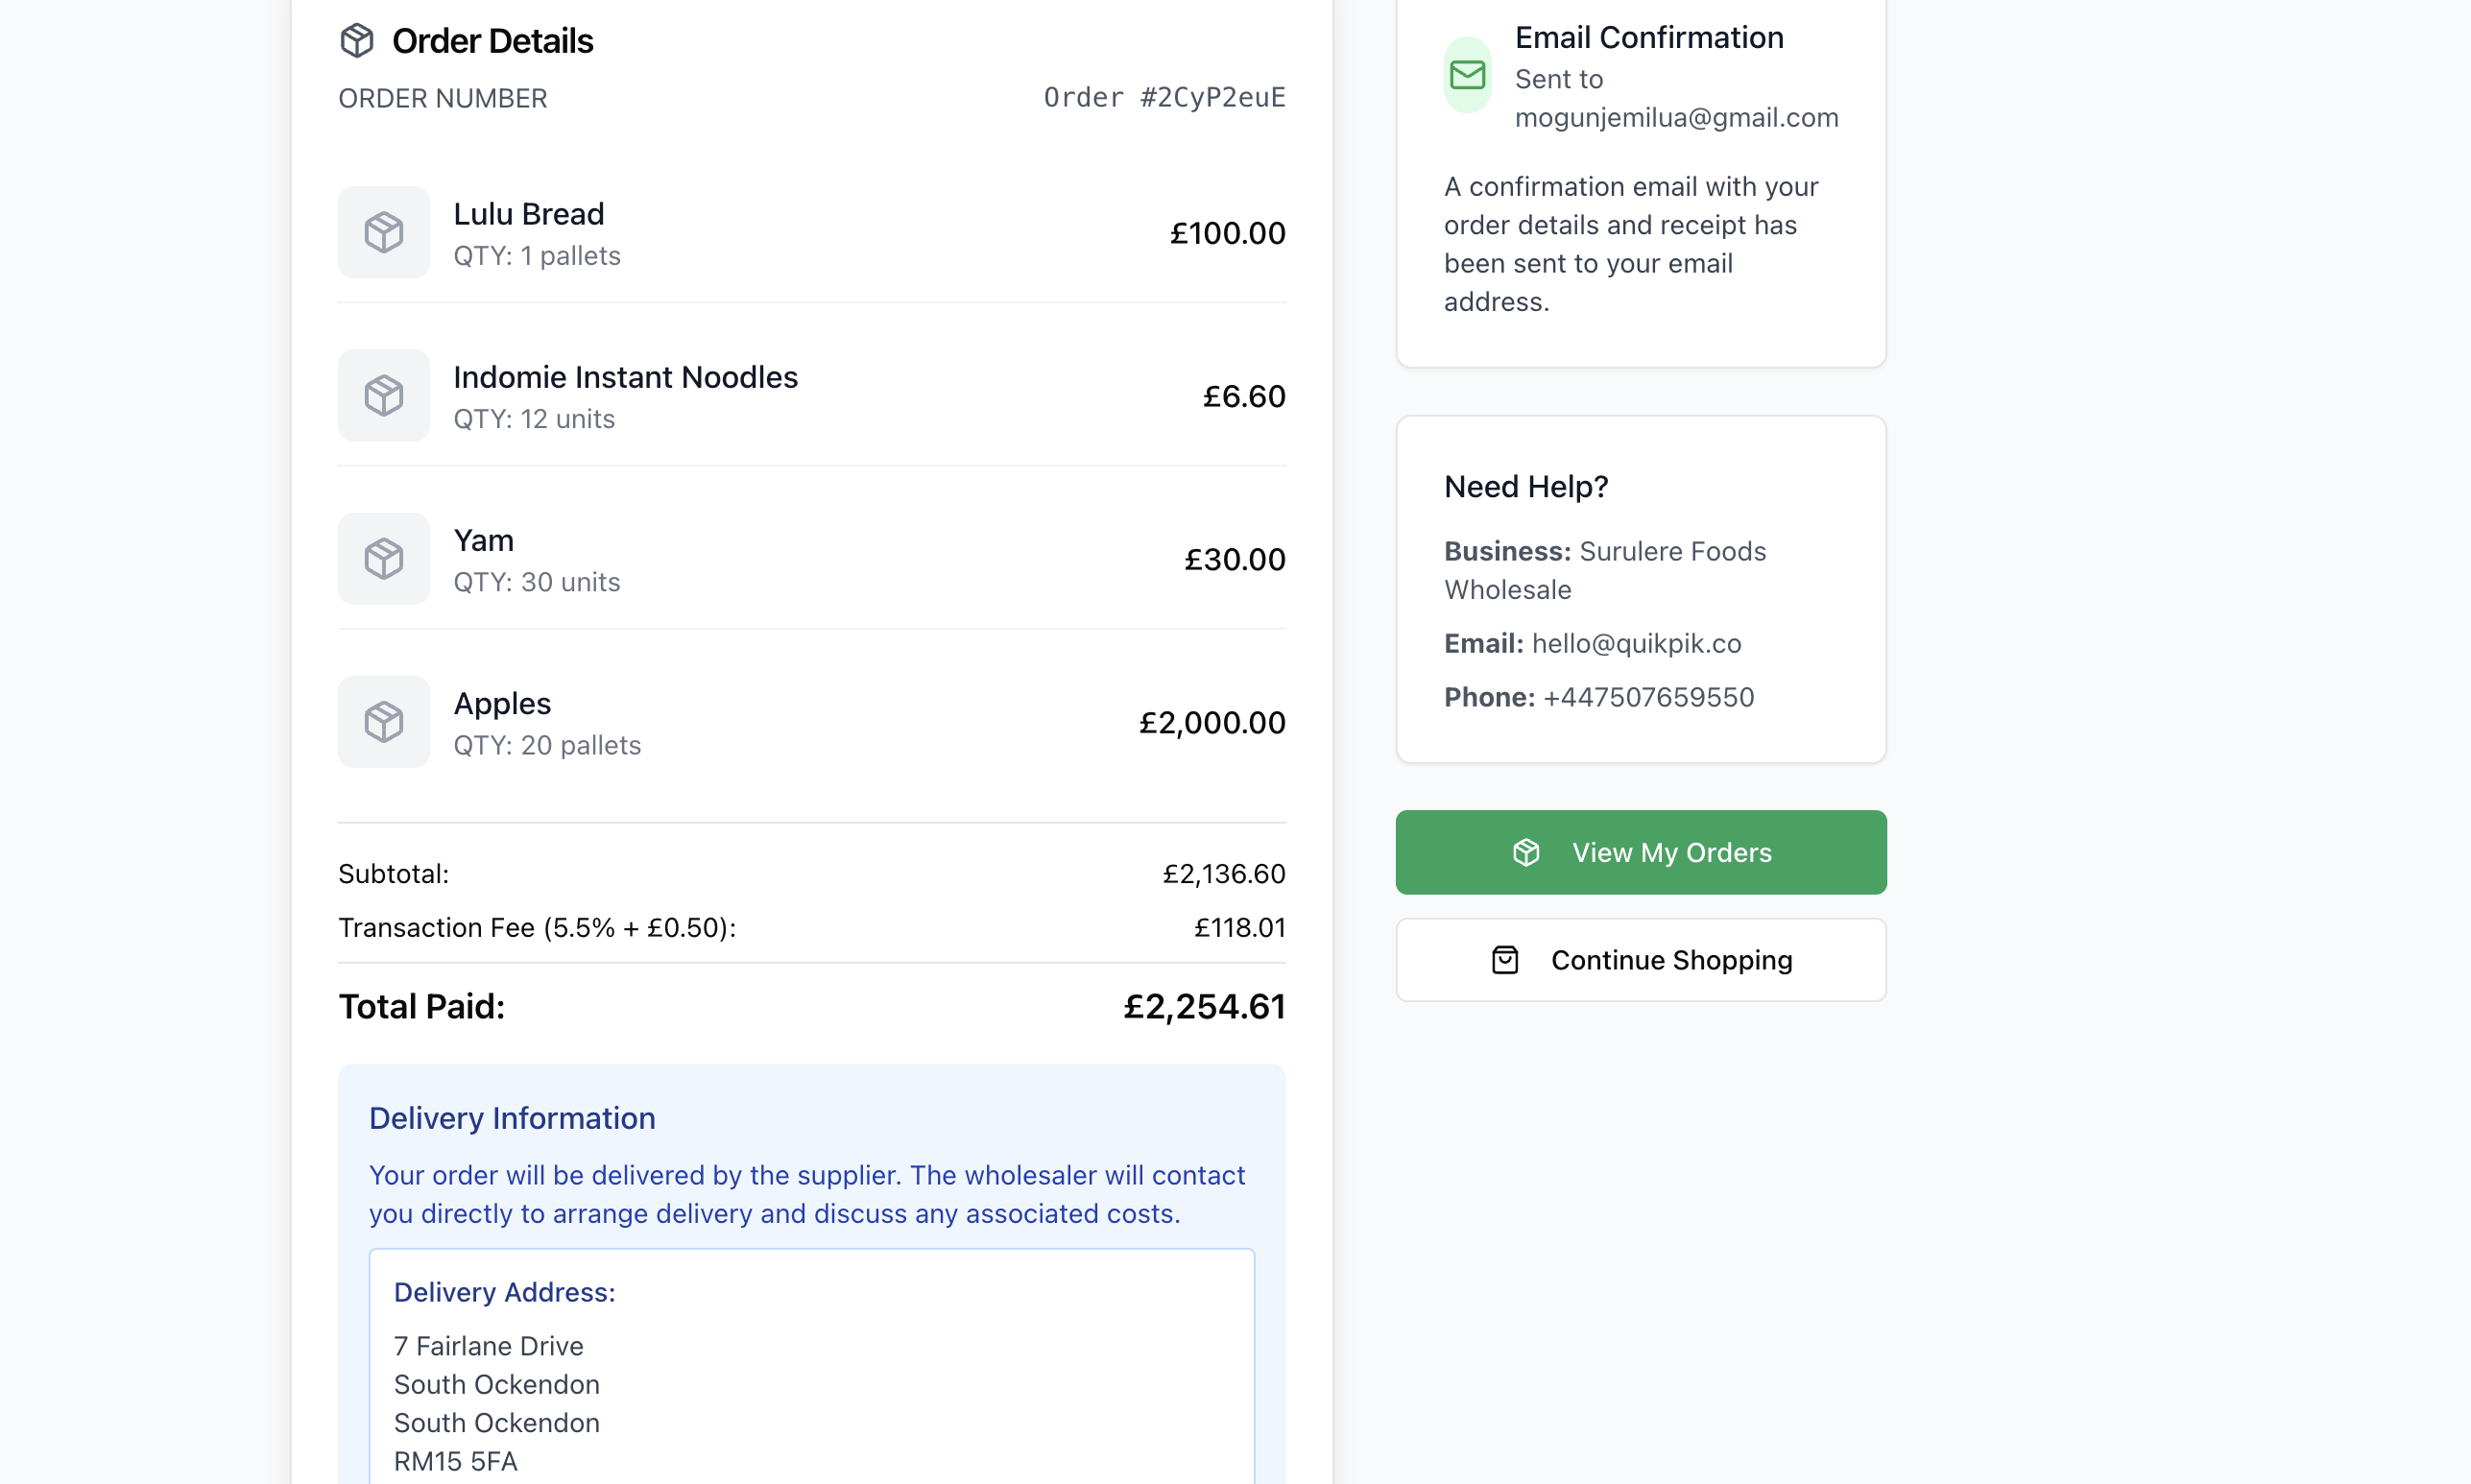 Order Details
ORDER NUMBER
Order #2CyP2euE
Lulu Bread
QTY: 1 pallets
£100.00
Indomie Instant Noodles
QTY: 12 units
£6.60
Yam
QTY: 30 units
£30.00
Apples
QTY: 20 pallets
£2,000.00
Subtotal:
£2,136.60
Transaction Fee (5.5% + £0.50):
£118.01
Total Paid:
£2,254.61
Delivery Information
Your order will be delivered by the supplier. The wholesaler will contact
you directly to arrange delivery and discuss any associated costs.
Delivery Address:
7 Fairlane Drive
South Ockendon
South Ockendon
RM15 5FA
Email Confirmation
Sent to
mogunjemilua@gmail.com
A confirmation email with your
order details and receipt has
been sent to your email
address.
Need Help?
Business: Surulere Foods
Wholesale
Email: hello@quikpik.co
Phone: +447507659550
View My Orders
Continue Shopping